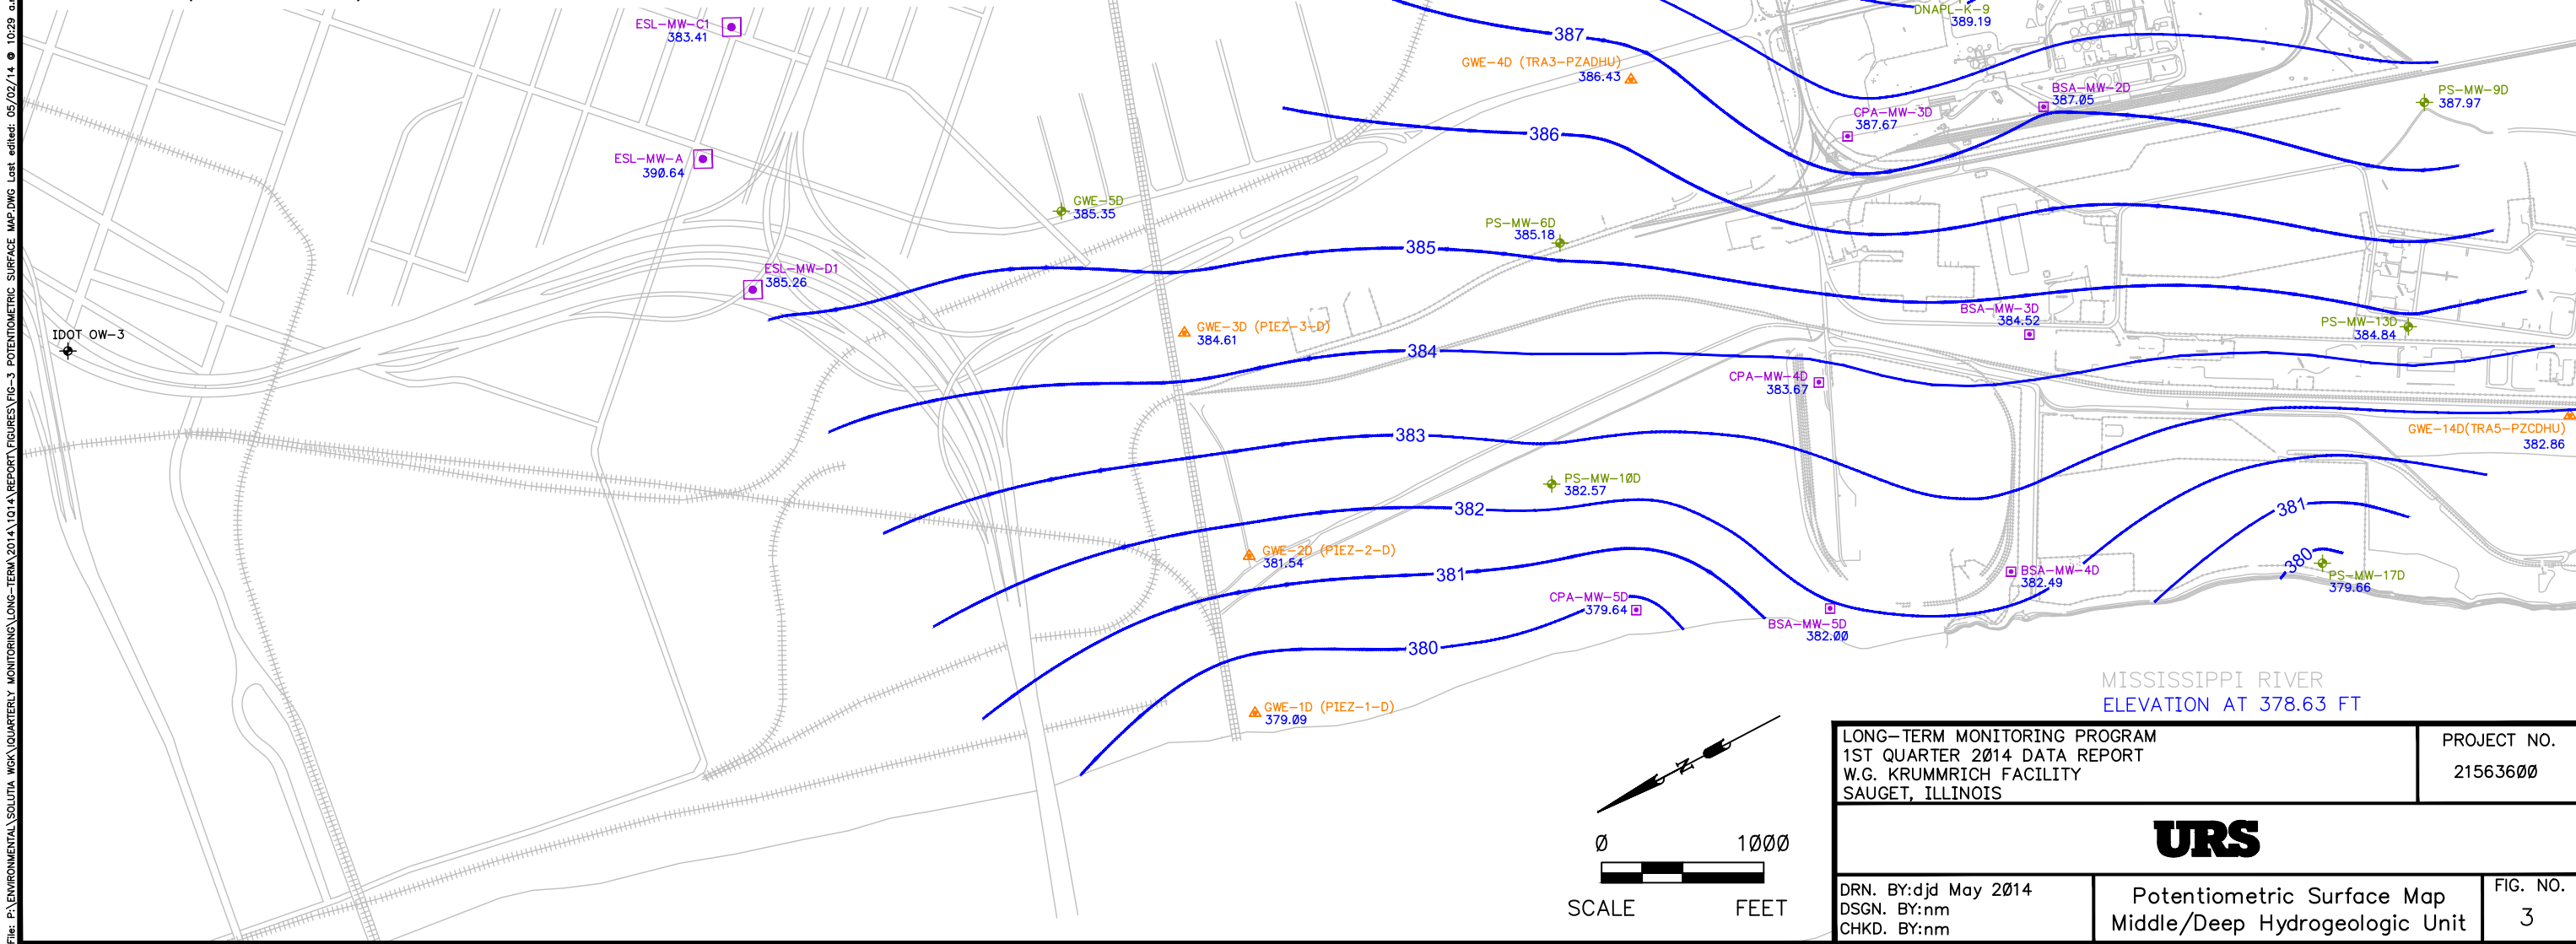 File: P:\ENVIRONMENTAL\SOLUTIA WGK\1QUARTERLY MONITORING\LONG-TERM\2014\1Q14\REPORT\FIGURES\FIG-3 POTENTIOMETRIC SURFACE MAP.DWG Last edited: 05/02/14 @ 10:29
ESL-MW-C1
383.41
DNAPL-K-9
389.19
387
GWE-4D (TRA3-PZADHU)
386.43
BSA-MW-2D
387.05
PS-MW-9D
387.97
CPA-MW-3D
387.67
386
ESL-MW-A
390.64
GWE-5D
385.35
PS-MW-6D
385.18
385
ESL-MW-D1
385.26
BSA-MW-3D
384.52
PS-MW-13D
384.84
IDOT OW-3
GWE-3D (PIEZ-3-D)
384.61
384
CPA-MW-4D
383.67
383
GWE-14D(TRA5-PZCDHU)
382.86
PS-MW-10D
382.57
382
381
GWE-2D (PIEZ-2-D)
381.54
380
381
BSA-MW-4D
382.49
PS-MW-17D
379.66
CPA-MW-5D
379.64
BSA-MW-5D
382.00
380
GWE-1D (PIEZ-1-D)
379.09
MISSISSIPPI RIVER
ELEVATION AT 378.63 FT
N
0 1000
SCALE FEET
LONG-TERM MONITORING PROGRAM
1ST QUARTER 2014 DATA REPORT
W.G. KRUMMRICH FACILITY
SAUGET, ILLINOIS
PROJECT NO.
21563600
URS
DRN. BY:djd May 2014
DSGN. BY:nm
CHKD. BY:nm
Potentiometric Surface Map
Middle/Deep Hydrogeologic Unit
FIG. NO.
3